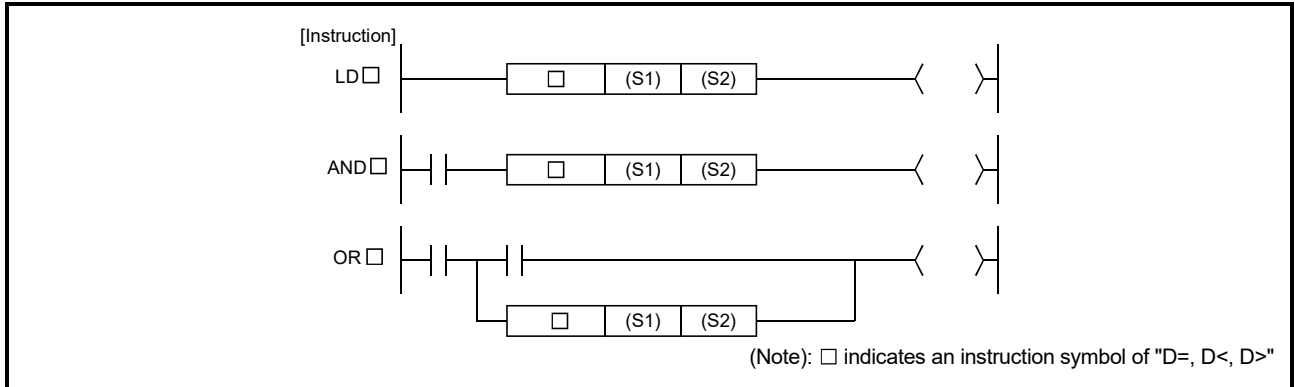 [Instruction]
LD□
□ (S1) (S2)
AND□
□ (S1) (S2)
OR□
□ (S1) (S2)
(Note): □ indicates an instruction symbol of "D=, D<, D>"